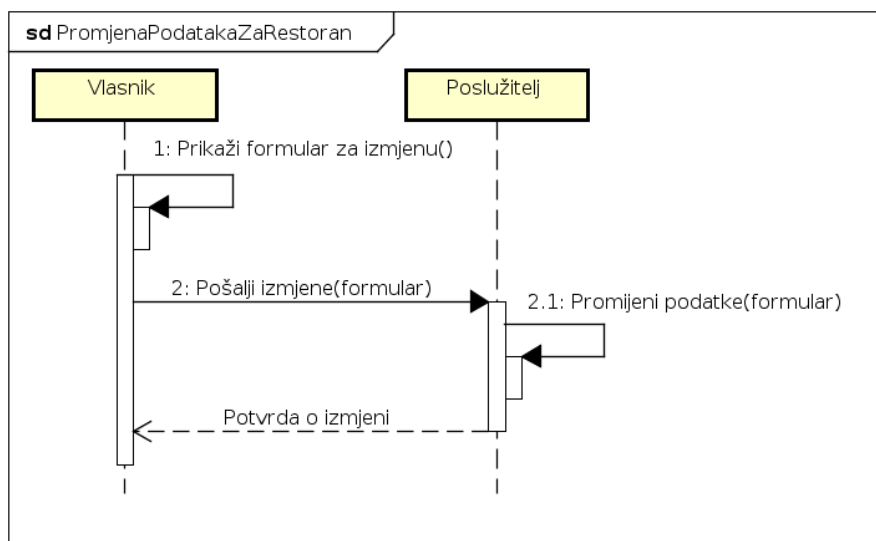 sd PromjenaPodatakaZaRestoran
Vlasnik
Poslužitelj
1: Prikaži formular za izmjenu()
2: Pošalji izmjene(formular)
2.1: Promijeni podatke(formular)
Potvrda o izmjeni